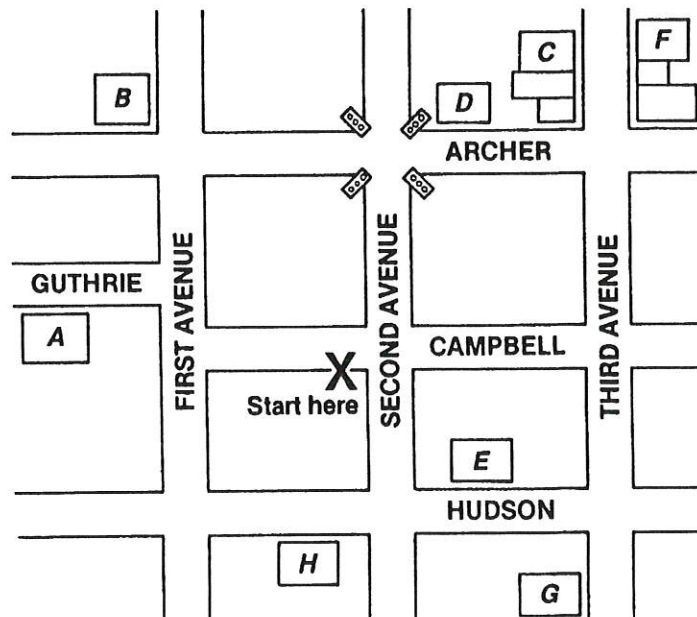 C
F
B
D
ARCHER
GUTHRIE
FIRST AVENUE
SECOND AVENUE
THIRD AVENUE
A
CAMPBELL
X
Start here
E
HUDSON
H
G